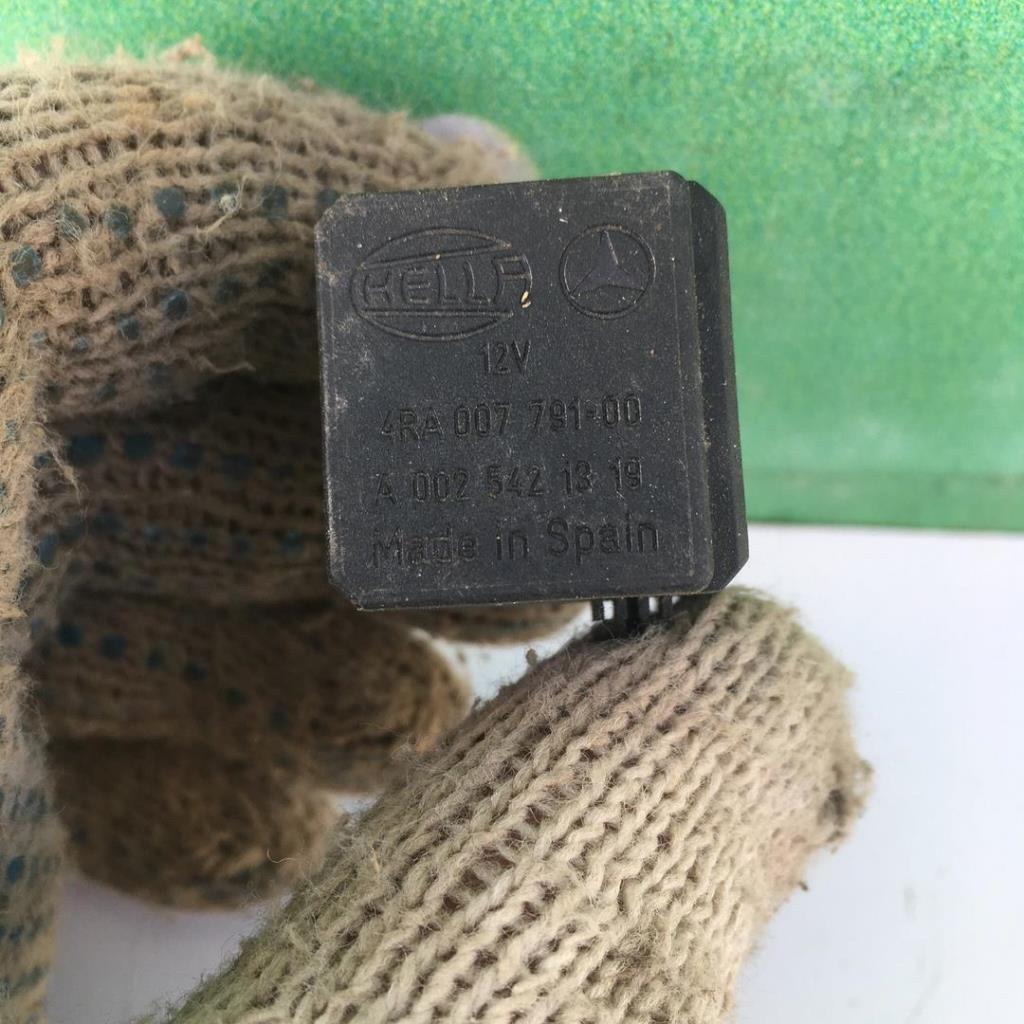 HELLA
12V
4RA 007 791-00
A 002 542 13 19
Made in Spain